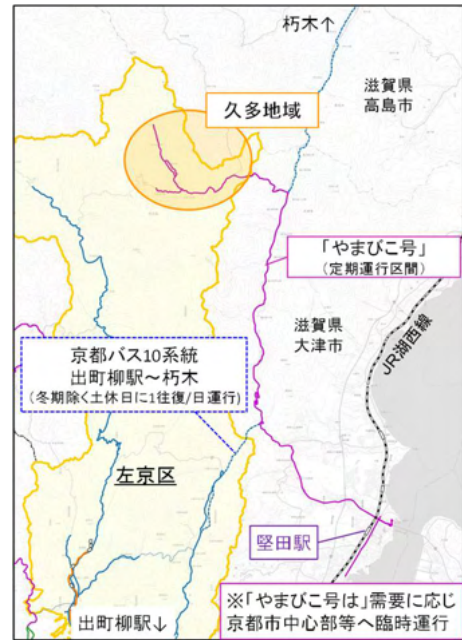 朽木↑
滋賀県
高島市
久多地域
「やまびこ号」
(定期運行区間)
滋賀県
大津市
JR湖西線
京都バス10系統
出町柳駅～朽木
(冬期除く土休日に1往復/日運行)
左京区
堅田駅
出町柳駅↓
※「やまびこ号は」需要に応じ
京都市中心部等へ臨時運行